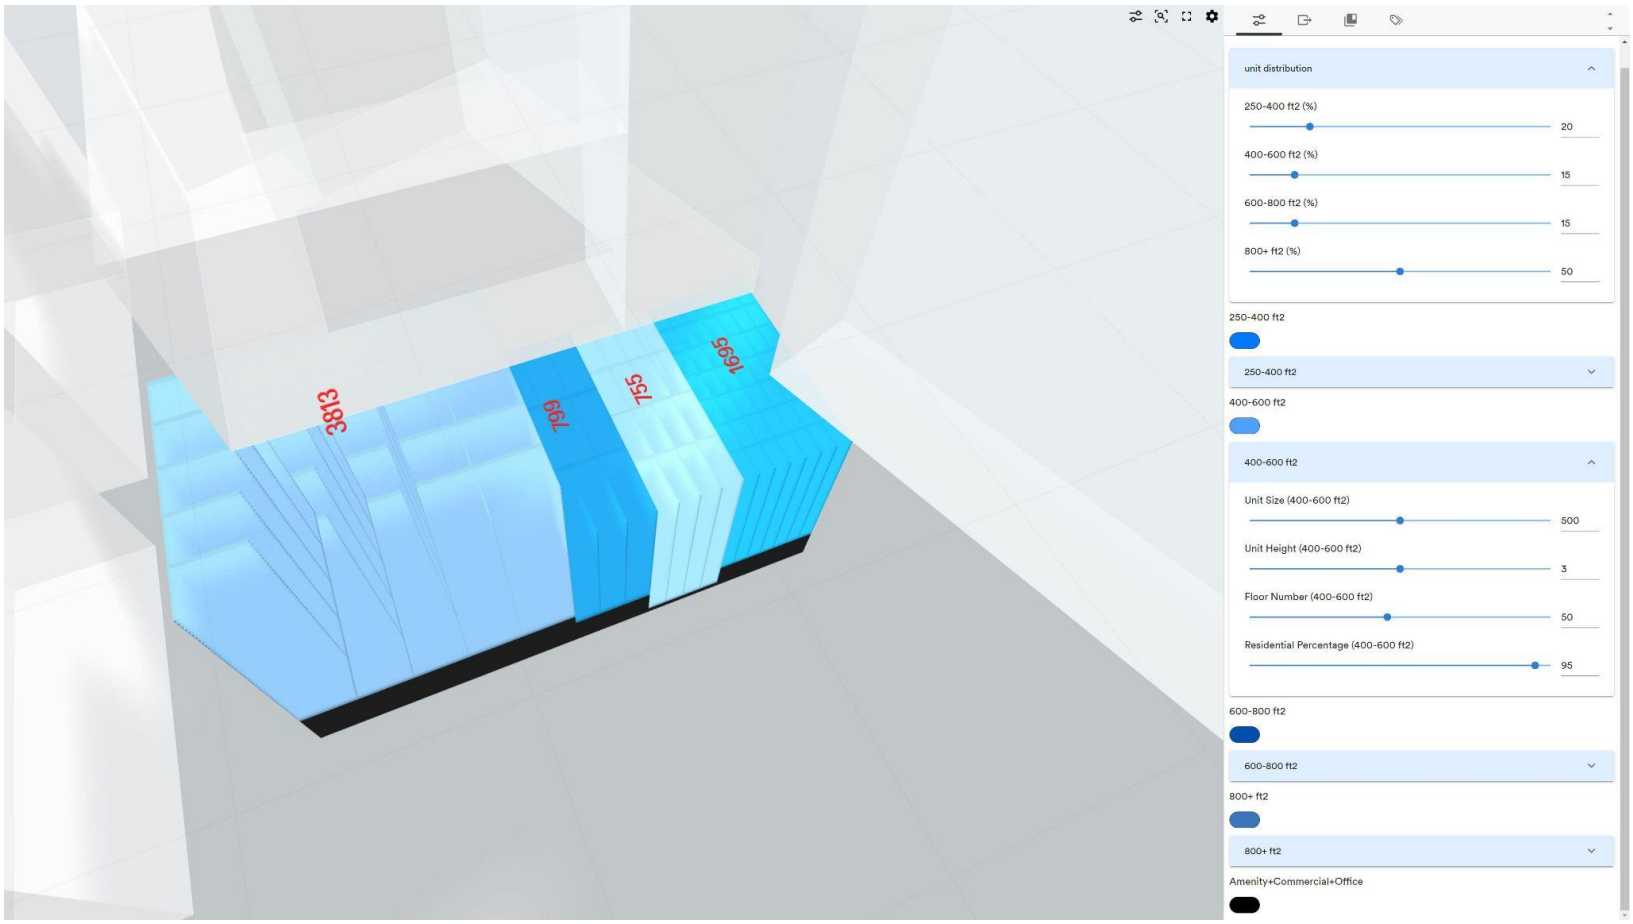 3813
799
755
1695
unit distribution
250-400 ft2 (%)
20
400-600 ft2 (%)
15
600-800 ft2 (%)
15
800+ ft2 (%)
50
250-400 ft2
250-400 ft2
400-600 ft2
400-600 ft2
Unit Size (400-600 ft2)
500
Unit Height (400-600 ft2)
3
Floor Number (400-600 ft2)
50
Residential Percentage (400-600 ft2)
95
600-800 ft2
600-800 ft2
800+ ft2
800+ ft2
Amenity+Commercial+Office